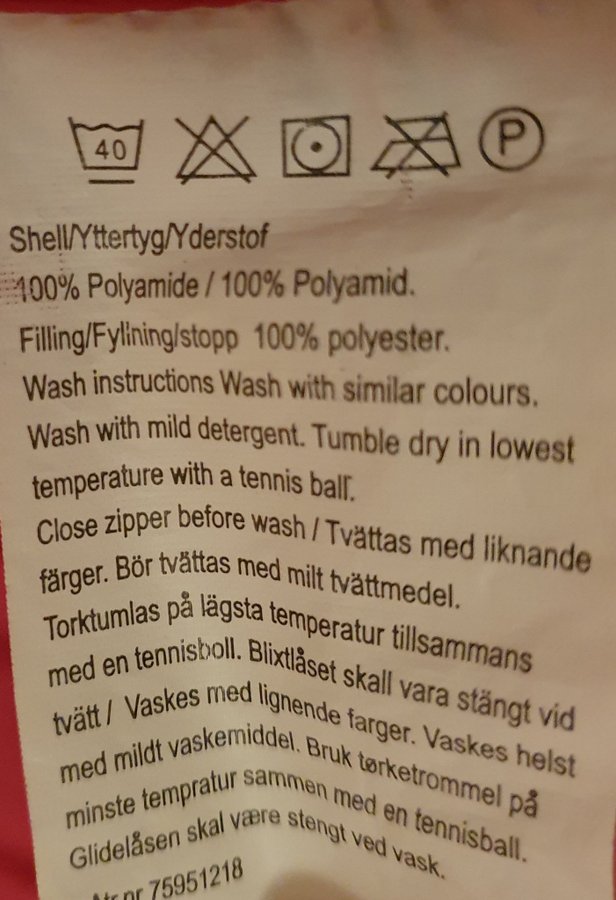 40 P
Shell/Yttertyg/Yderstof
100% Polyamide / 100% Polyamid.
Filling/Fyllning/stopp 100% polyester.
Wash instructions Wash with similar colours.
Wash with mild detergent. Tumble dry in lowest
temperature with a tennis ball.
Close zipper before wash / Tvättas med liknande
färger. Bör tvättas med milt tvättmedel.
Torktumlas på lägsta temperatur tillsammans
med en tennisboll. Blixtlåset skall vara stängt vid
tvätt / Vaskes med lignende farger. Vaskes helst
med mildt vaskemiddel. Bruk tørketrommel på
minste tempratur sammen med en tennisball.
Glidelåsen skal være stengt ved vask.
nr 75951218